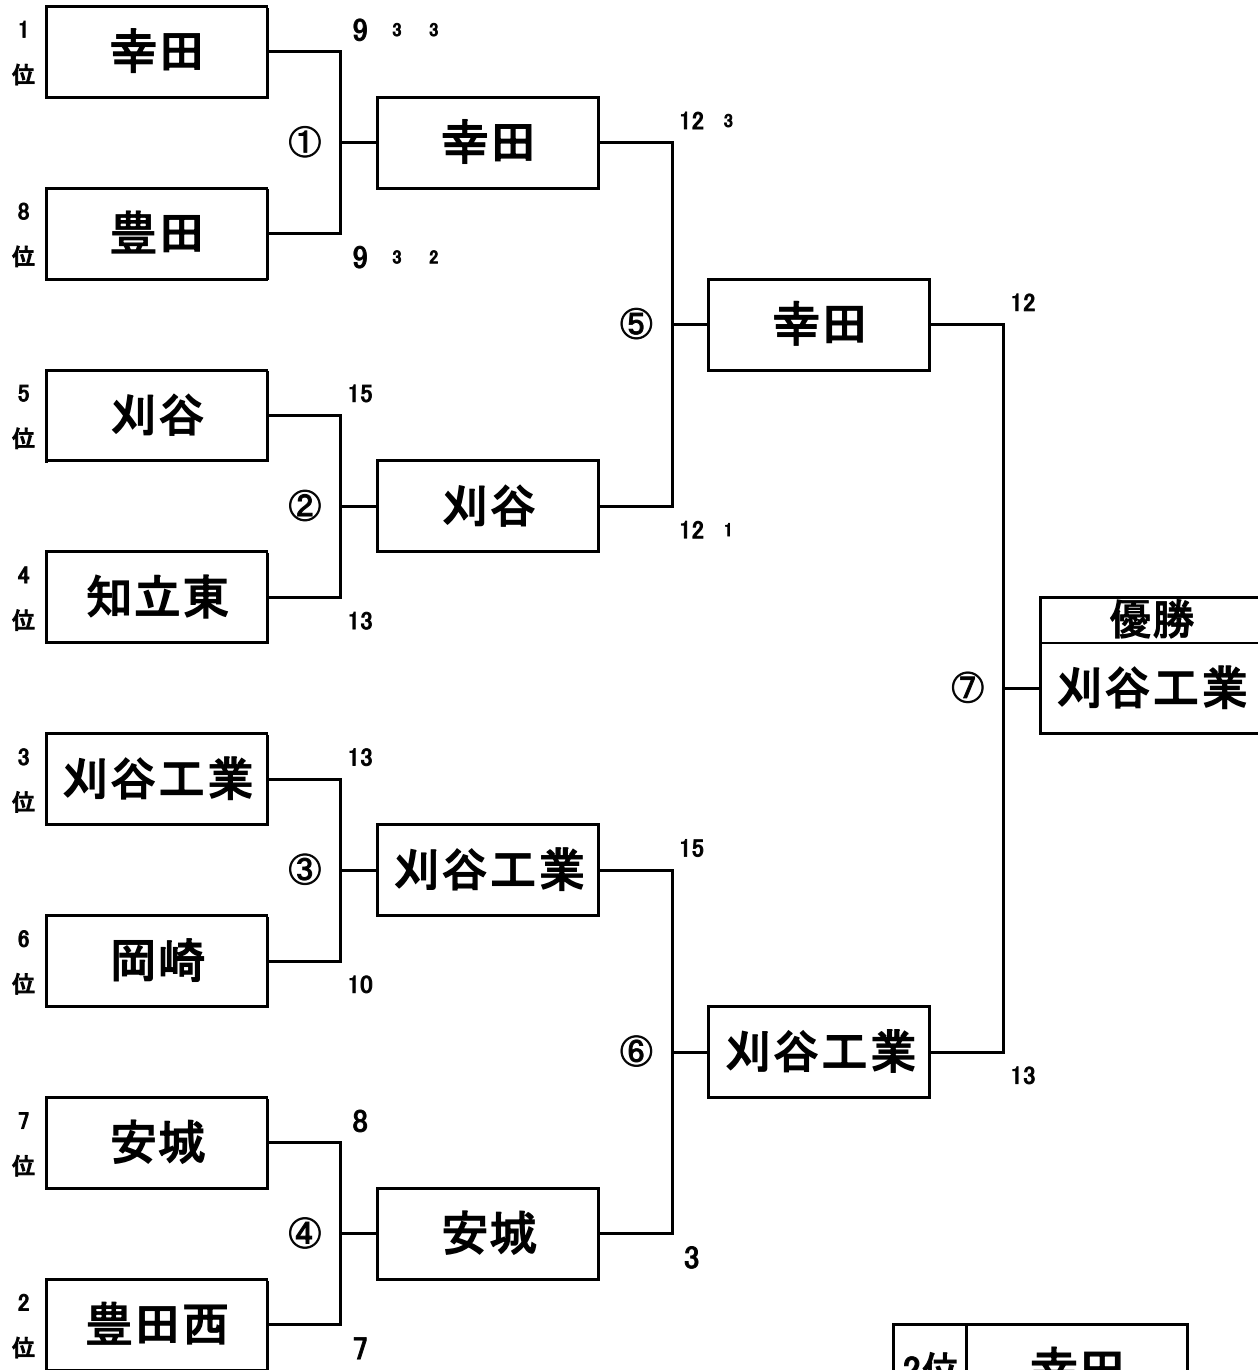 1位 幸田 9 3 3
① 幸田 12 3
8位 豊田 9 3 2
⑤ 幸田 12
5位 刈谷 15
② 刈谷 12 1
4位 知立東 13
優勝
⑦ 刈谷工業
3位 刈谷工業 13
③ 刈谷工業 15
6位 岡崎 10
⑥ 刈谷工業 13
7位 安城 8
④ 安城 3
2位 豊田西 7
2位 幸田